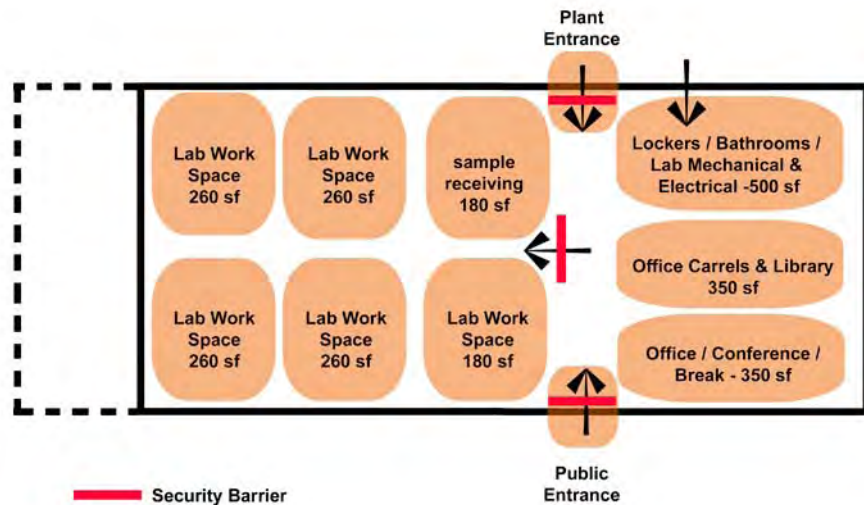 Plant
Entrance
Lab Work
Space
260 sf
Lab Work
Space
260 sf
sample
receiving
180 sf
Lockers / Bathrooms /
Lab Mechanical &
Electrical -500 sf
Office Carrels & Library
350 sf
Lab Work
Space
260 sf
Lab Work
Space
260 sf
Lab Work
Space
180 sf
Office / Conference /
Break - 350 sf
Security Barrier
Public
Entrance